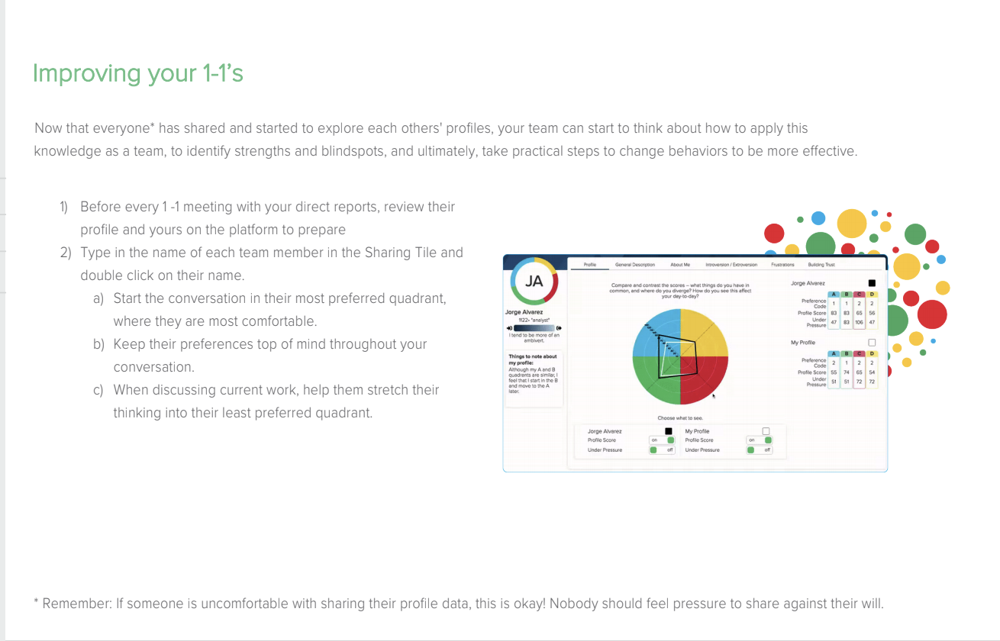 Improving your 1-1's
Now that everyone* has shared and started to explore each others' profiles, your team can start to think about how to apply this
knowledge as a team, to identify strengths and blindspots, and ultimately, take practical steps to change behaviors to be more effective.
1) Before every 1 -1 meeting with your direct reports, review their
profile and yours on the platform to prepare
2) Type in the name of each team member in the Sharing Tile and
double click on their name.
a) Start the conversation in their most preferred quadrant,
where they are most comfortable.
b) Keep their preferences top of mind throughout your
conversation.
c) When discussing current work, help them stretch their
thinking into their least preferred quadrant.
JA
Jorge Alvarez
1122• "analyst"
I tend to be more of an
ambivert.
Things to note about
my profile:
Although my A and B
quadrants are similar, I
feel that I start in the B
and move to the A
later.
Profile General Description About Me Introversion / Extroversion Frustrations Building Trust
Compare and contrast the scores – what things do you have in
common, and where do you diverge? How do you see this affect
your day-to-day?
Choose what to see.
Jorge Alvarez My Profile
Profile Score on Profile Score on
Under Pressure off Under Pressure off
Jorge Alvarez
A B C D
Preference
Code 1 1 2 2
Profile Score 83 83 65 56
Under
Pressure 47 83 106 47
My Profile
A B C D
Preference
Code 2 1 2 2
Profile Score 55 74 65 54
Under
Pressure 51 51 72 72
* Remember: If someone is uncomfortable with sharing their profile data, this is okay! Nobody should feel pressure to share against their will.